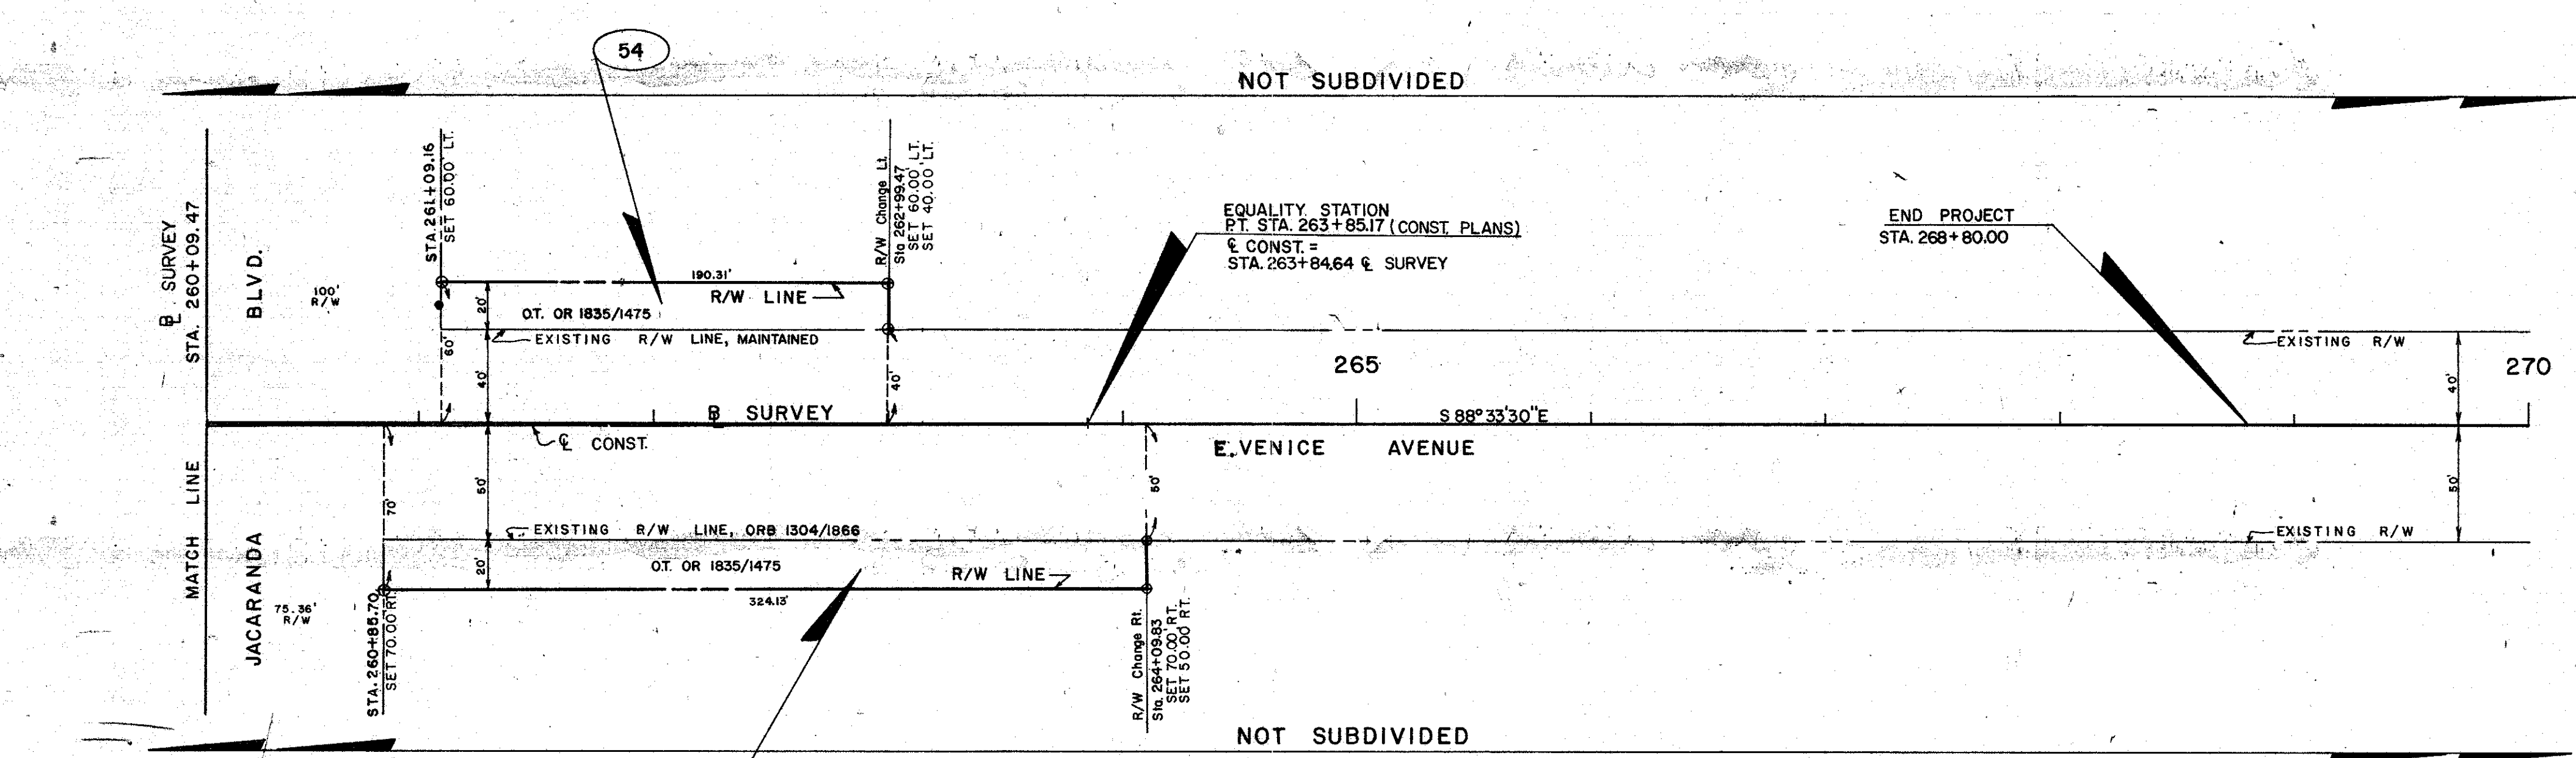 54
NOT SUBDIVIDED
B SURVEY
STA. 260+09.47
BLVD.
100'
R/W
STA. 261+09.16
SET 60.00' LT.
R/W Change Lt.
Sta 262+99.47
SET 60.00' LT.
SET 40.00' LT.
EQUALITY STATION
P.T. STA. 263+85.17 (CONST. PLANS)
℄ CONST. =
STA. 263+84.64 ℄ SURVEY
END PROJECT
STA. 268+80.00
190.31'
R/W LINE
20'
O.T. OR 1835/1475
EXISTING R/W LINE, MAINTAINED
60'
40'
40'
265
EXISTING R/W
40'
270
B SURVEY
S 88°33'30"E
℄ CONST.
E. VENICE AVENUE
MATCH LINE
JACARANDA
75.36'
R/W
70'
50'
50'
50'
EXISTING R/W LINE, ORB 1304/1866
EXISTING R/W
20'
O.T. OR 1835/1475
R/W LINE
324.13'
STA. 260+85.70
SET 70.00' RT.
R/W Change Rt.
Sta. 264+09.83
SET 70.00' RT.
SET 50.00' RT.
NOT SUBDIVIDED